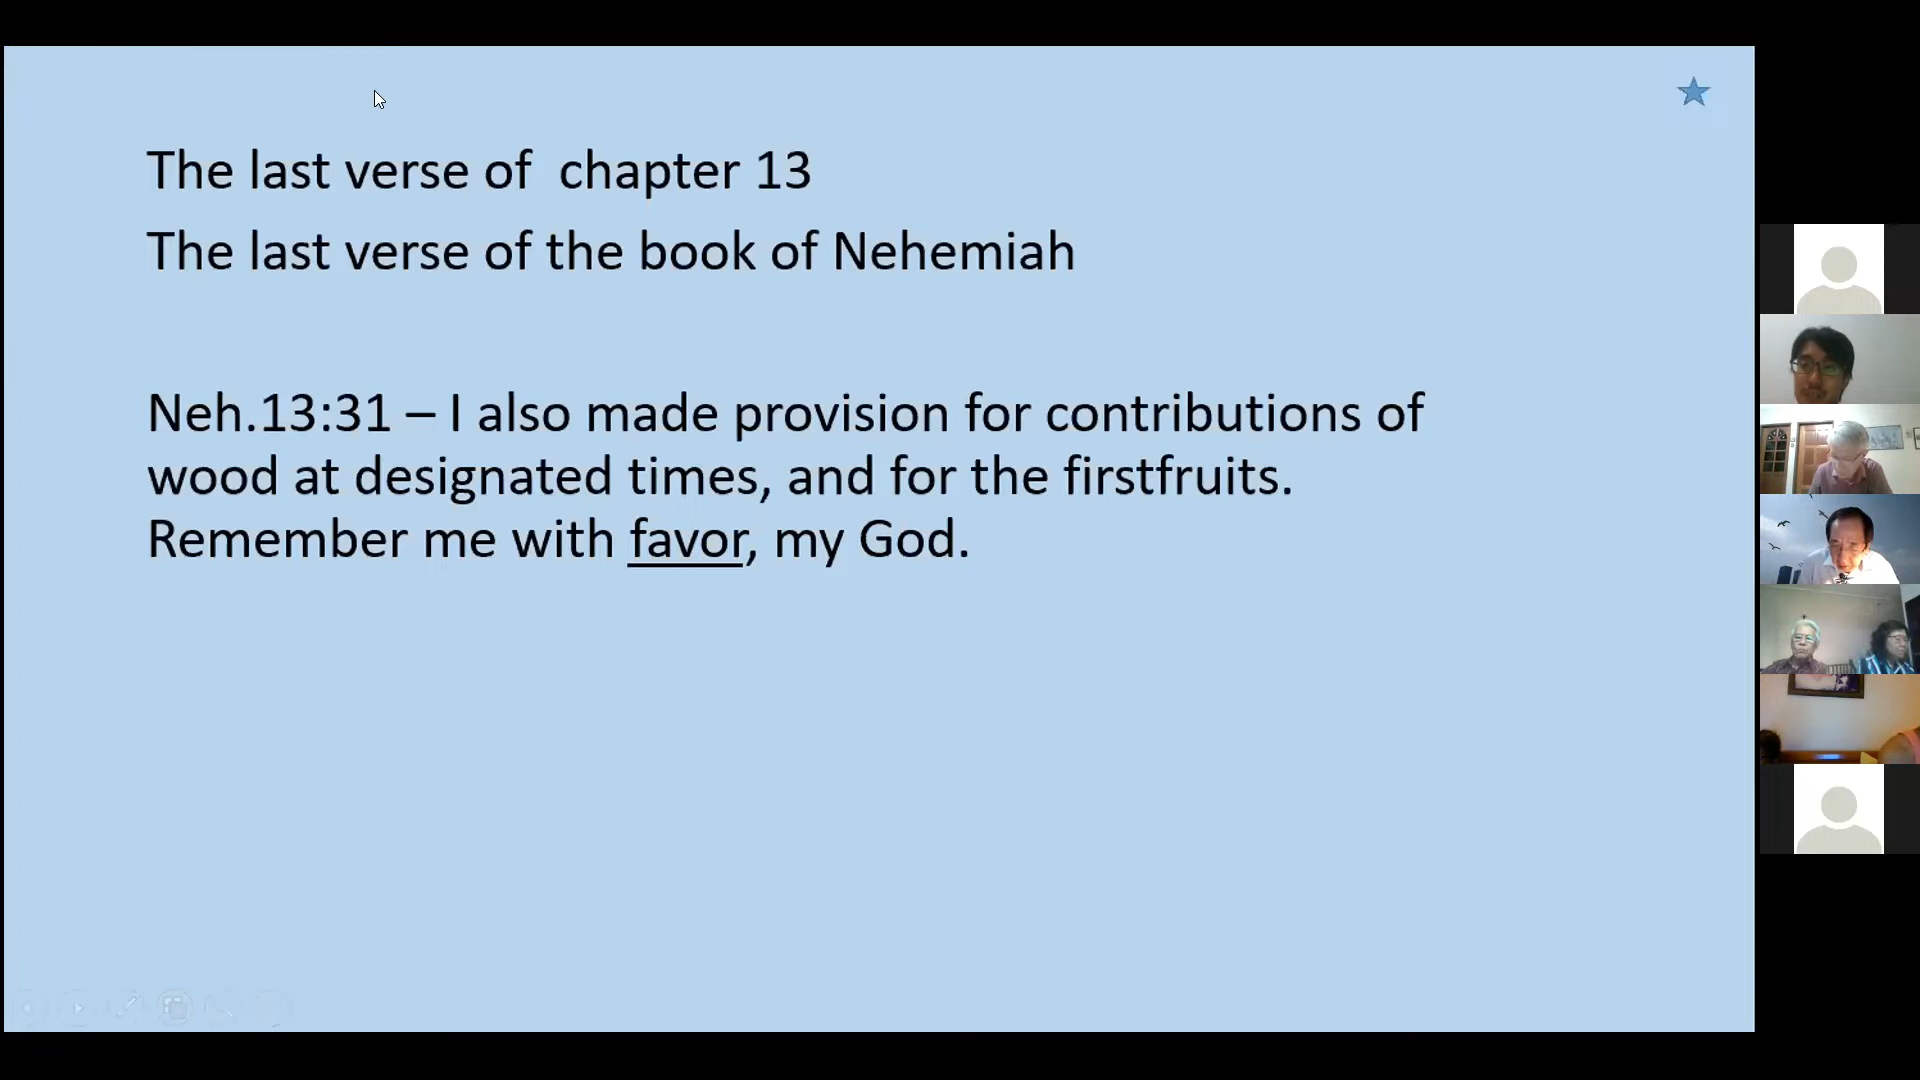 The last verse of  chapter 13
The last verse of the book of Nehemiah
Neh.13:31 – I also made provision for contributions of
wood at designated times, and for the firstfruits.
Remember me with favor, my God.